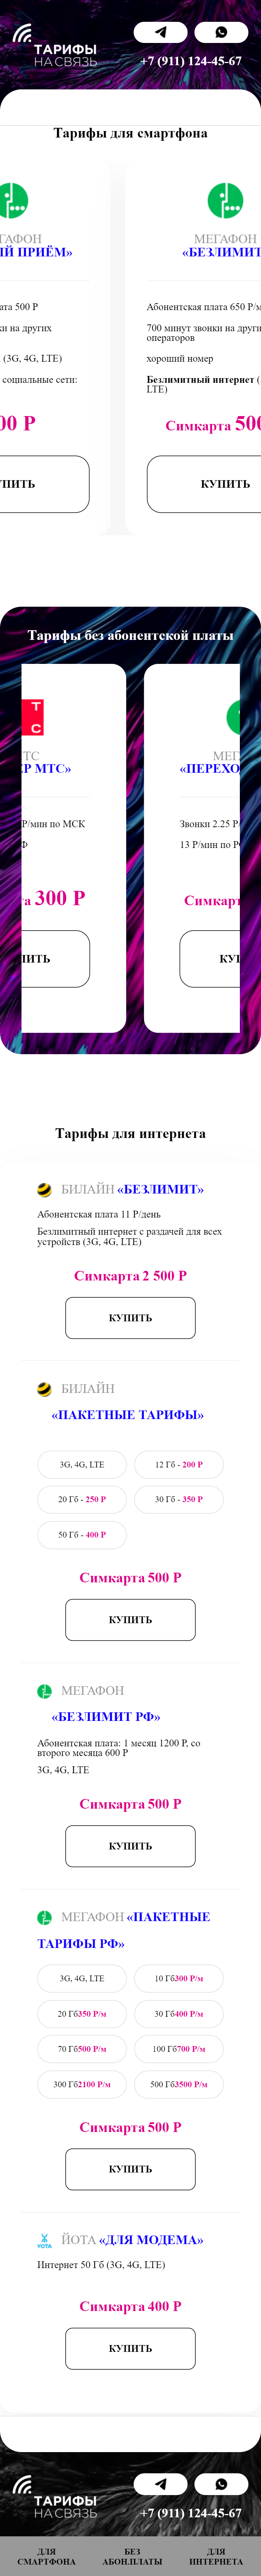 ТАРИФЫ
НА СВЯЗЬ
+7 (911) 124-45-67
Тарифы для смартфона
ГАФОН
ЫЙ ПРИЁМ»
ата 500 Р
ки на других
(3G, 4G, LTE)
социальные сети:
00 Р
УПИТЬ
МЕГАФОН
«БЕЗЛИМИТ
Абонентская плата 650 Р/м
700 минут звонки на други
операторов
хороший номер
Безлимитный интернет (
LTE)
Симкарта 500
КУПИТЬ
Тарифы без абонентской платы
ТС
Р МТС»
Р/мин по МСК
Ф
та 300 Р
ПИТЬ
МЕГА
«ПЕРЕХО
Звонки 2.25 Р
13 Р/мин по РФ
Симкарт
КУП
Тарифы для интернета
БИЛАЙН «БЕЗЛИМИТ»
Абонентская плата 11 Р/день
Безлимитный интернет с раздачей для всех
устройств (3G, 4G, LTE)
Симкарта 2 500 Р
КУПИТЬ
БИЛАЙН
«ПАКЕТНЫЕ ТАРИФЫ»
3G, 4G, LTE
12 Гб - 200 Р
20 Гб - 250 Р
30 Гб - 350 Р
50 Гб - 400 Р
Симкарта 500 Р
КУПИТЬ
МЕГАФОН
«БЕЗЛИМИТ РФ»
Абонентская плата: 1 месяц 1200 Р, со
второго месяца 600 Р
3G, 4G, LTE
Симкарта 500 Р
КУПИТЬ
МЕГАФОН «ПАКЕТНЫЕ
ТАРИФЫ РФ»
3G, 4G, LTE
10 Гб300 Р/м
20 Гб350 Р/м
30 Гб400 Р/м
70 Гб500 Р/м
100 Гб700 Р/м
300 Гб2100 Р/м
500 Гб3500 Р/м
Симкарта 500 Р
КУПИТЬ
YOTA
ЙОТА «ДЛЯ МОДЕМА»
Интернет 50 Гб (3G, 4G, LTE)
Симкарта 400 Р
КУПИТЬ
ТАРИФЫ
НА СВЯЗЬ
+7 (911) 124-45-67
ДЛЯ
СМАРТФОНА
БЕЗ
АБОН.ПЛАТЫ
ДЛЯ
ИНТЕРНЕТА